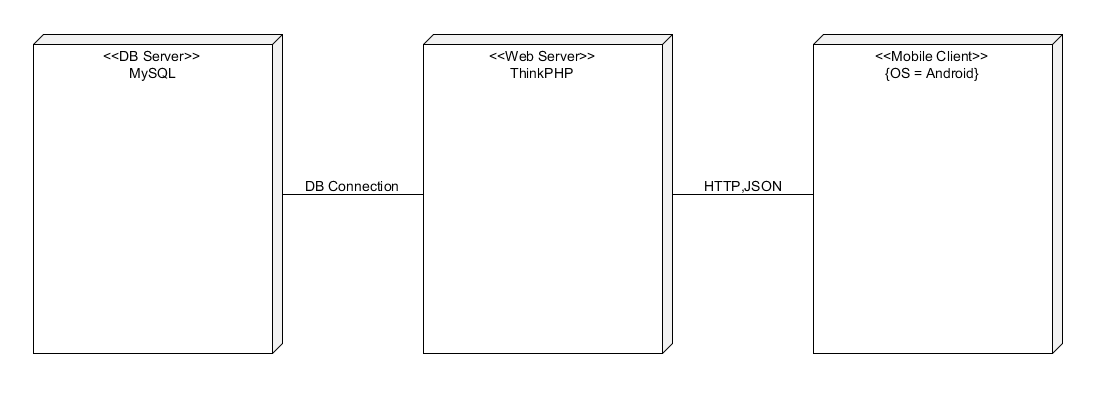 <<DB Server>>
MySQL
<<Web Server>>
ThinkPHP
<<Mobile Client>>
{OS = Android}
DB Connection
HTTP,JSON